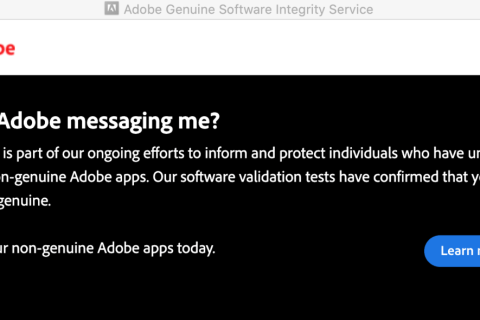 Adobe Genuine Software Integrity Service
be
Adobe messaging me?
is part of our ongoing efforts to inform and protect individuals who have un
n-genuine Adobe apps. Our software validation tests have confirmed that y
genuine.
ur non-genuine Adobe apps today.
Learn